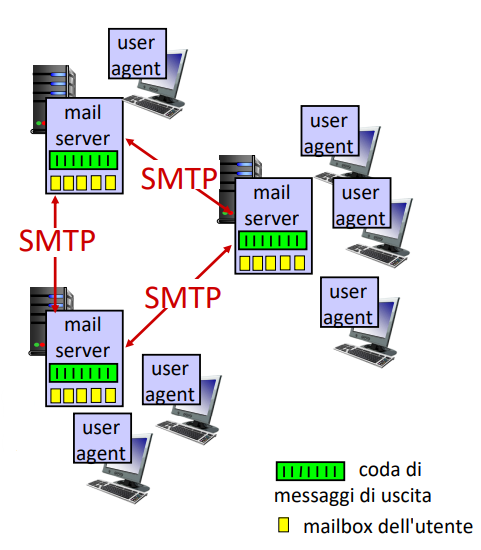 user
agent
mail
server
SMTP
user
agent
user
agent
mail
server
SMTP
SMTP
user
agent
mail
server
user
agent
user
agent
coda di
messaggi di uscita
mailbox dell'utente